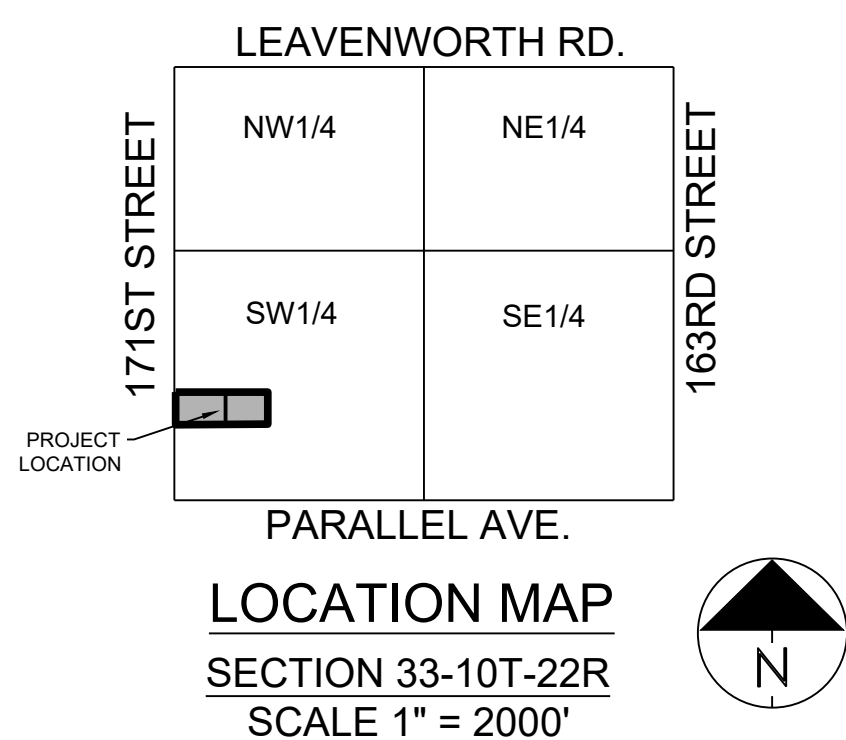 LEAVENWORTH RD.
171ST STREET
NW1/4
NE1/4
163RD STREET
SW1/4
SE1/4
PROJECT
LOCATION
PARALLEL AVE.
LOCATION MAP
SECTION 33-10T-22R
SCALE 1" = 2000'
N